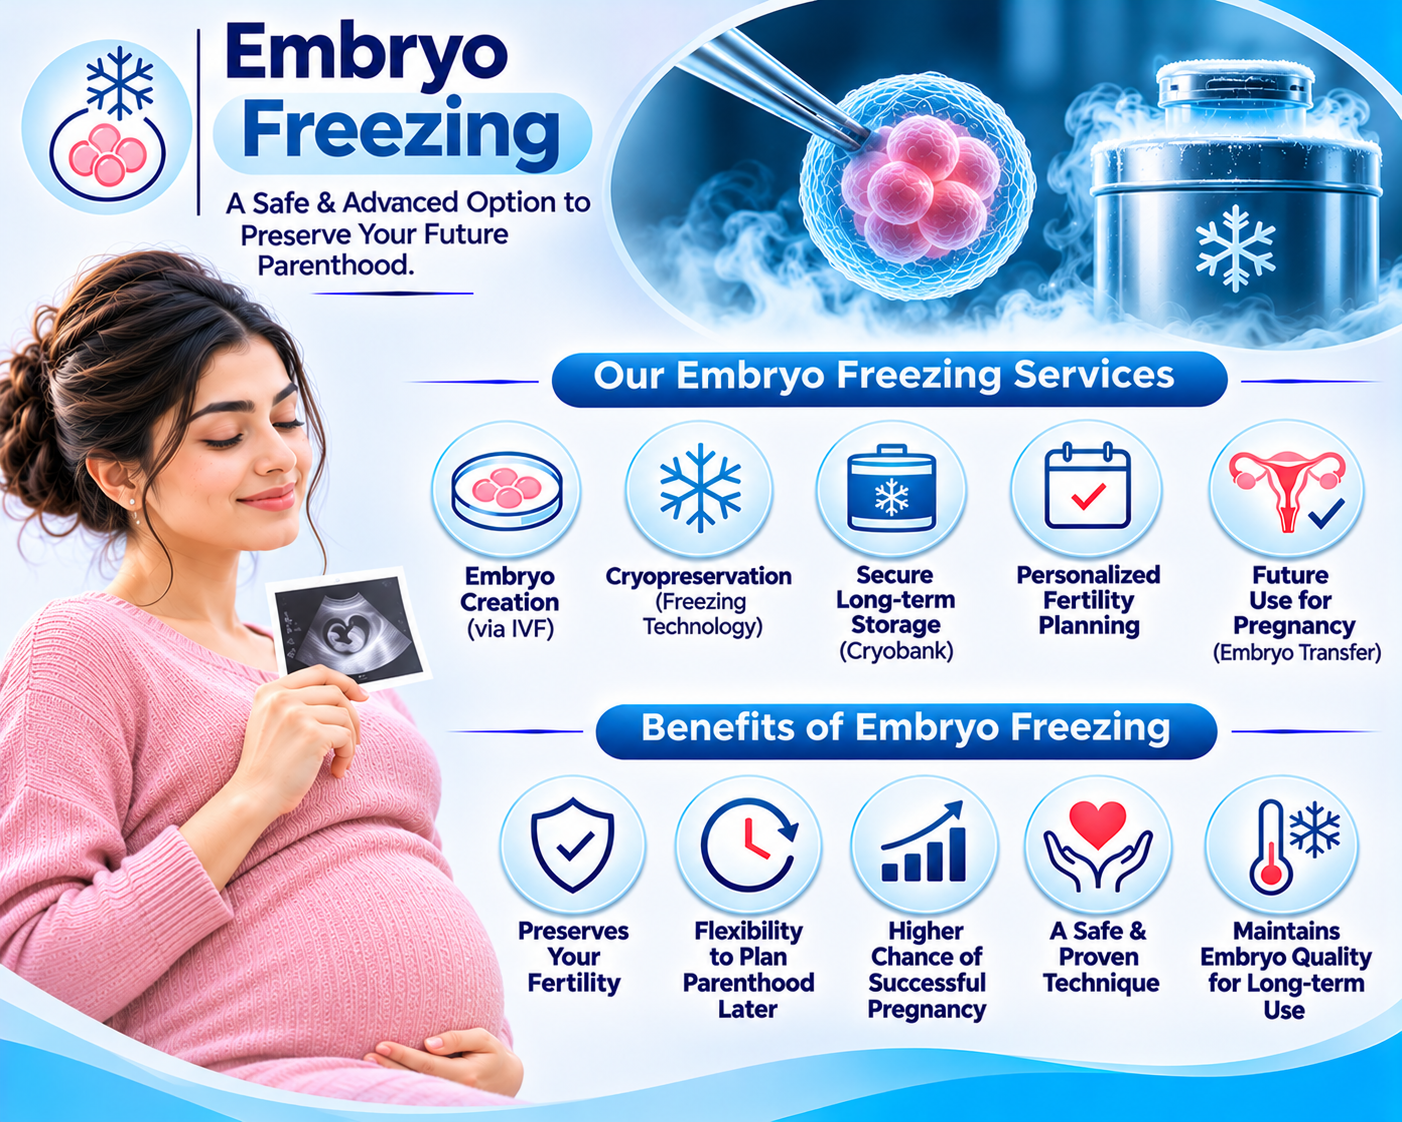 Embryo
Freezing
A Safe & Advanced Option to
Preserve Your Future
Parenthood.
Our Embryo Freezing Services
Embryo
Creation
(via IVF)
Cryopreservation
(Freezing
Technology)
Secure
Long-term
Storage
(Cryobank)
Personalized
Fertility
Planning
Future
Use for
Pregnancy
(Embryo Transfer)
Benefits of Embryo Freezing
Preserves
Your
Fertility
Flexibility
to Plan
Parenthood
Later
Higher
Chance of
Successful
Pregnancy
A Safe &
Proven
Technique
Maintains
Embryo Quality
for Long-term
Use